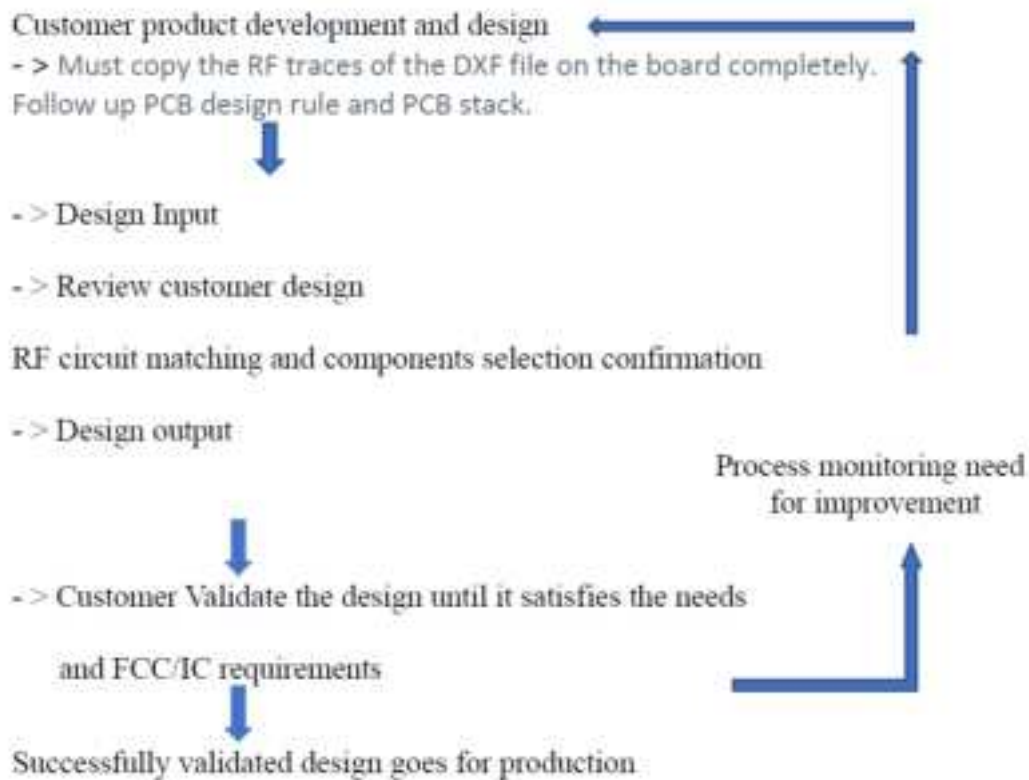 Customer product development and design
- > Must copy the RF traces of the DXF file on the board completely.
Follow up PCB design rule and PCB stack.
- > Design Input
- > Review customer design
RF circuit matching and components selection confirmation
- > Design output
Process monitoring need
for improvement
- > Customer Validate the design until it satisfies the needs
and FCC/IC requirements
Successfully validated design goes for production